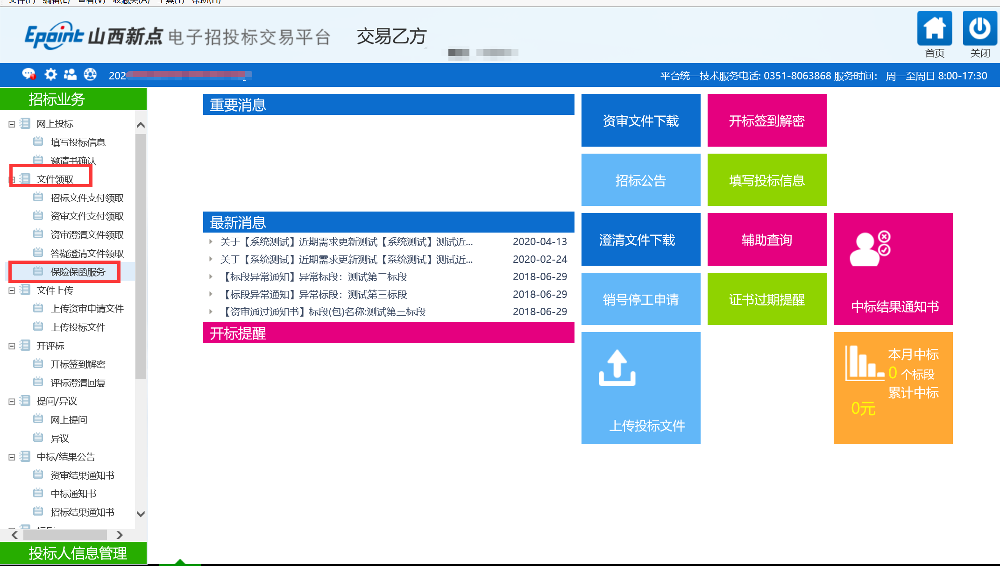 文件(F) 编辑(E) 查看(V) 收藏夹(A) 工具(T) 帮助(H)
Epoint 山西新点 电子招投标交易平台 交易乙方
首页 关闭
202
平台统一技术服务电话: 0351-8063868 服务时间： 周一至周日 8:00-17:30
招标业务
网上投标
填写投标信息
邀请书确认
文件领取
招标文件支付领取
资审文件支付领取
资审澄清文件领取
答疑澄清文件领取
保险保函服务
文件上传
上传资审申请文件
上传投标文件
开评标
开标签到解密
评标澄清回复
提问/异议
网上提问
异议
中标/结果公告
资审结果通知书
中标通知书
招标结果通知书
投标人信息管理
重要消息
最新消息
关于【系统测试】近期需求更新测试【系统测试】测试近... 2020-04-13
关于【系统测试】近期需求更新测试【系统测试】测试近... 2020-02-24
【标段异常通知】异常标段：测试第二标段 2018-06-29
【标段异常通知】异常标段：测试第三标段 2018-06-29
【资审通过通知书】标段(包)名称:测试第三标段 2018-06-29
开标提醒
资审文件下载 开标签到解密
招标公告 填写投标信息
澄清文件下载 辅助查询
销号停工申请 证书过期提醒
中标结果通知书
上传投标文件
本月中标
0 个标段
累计中标
0元